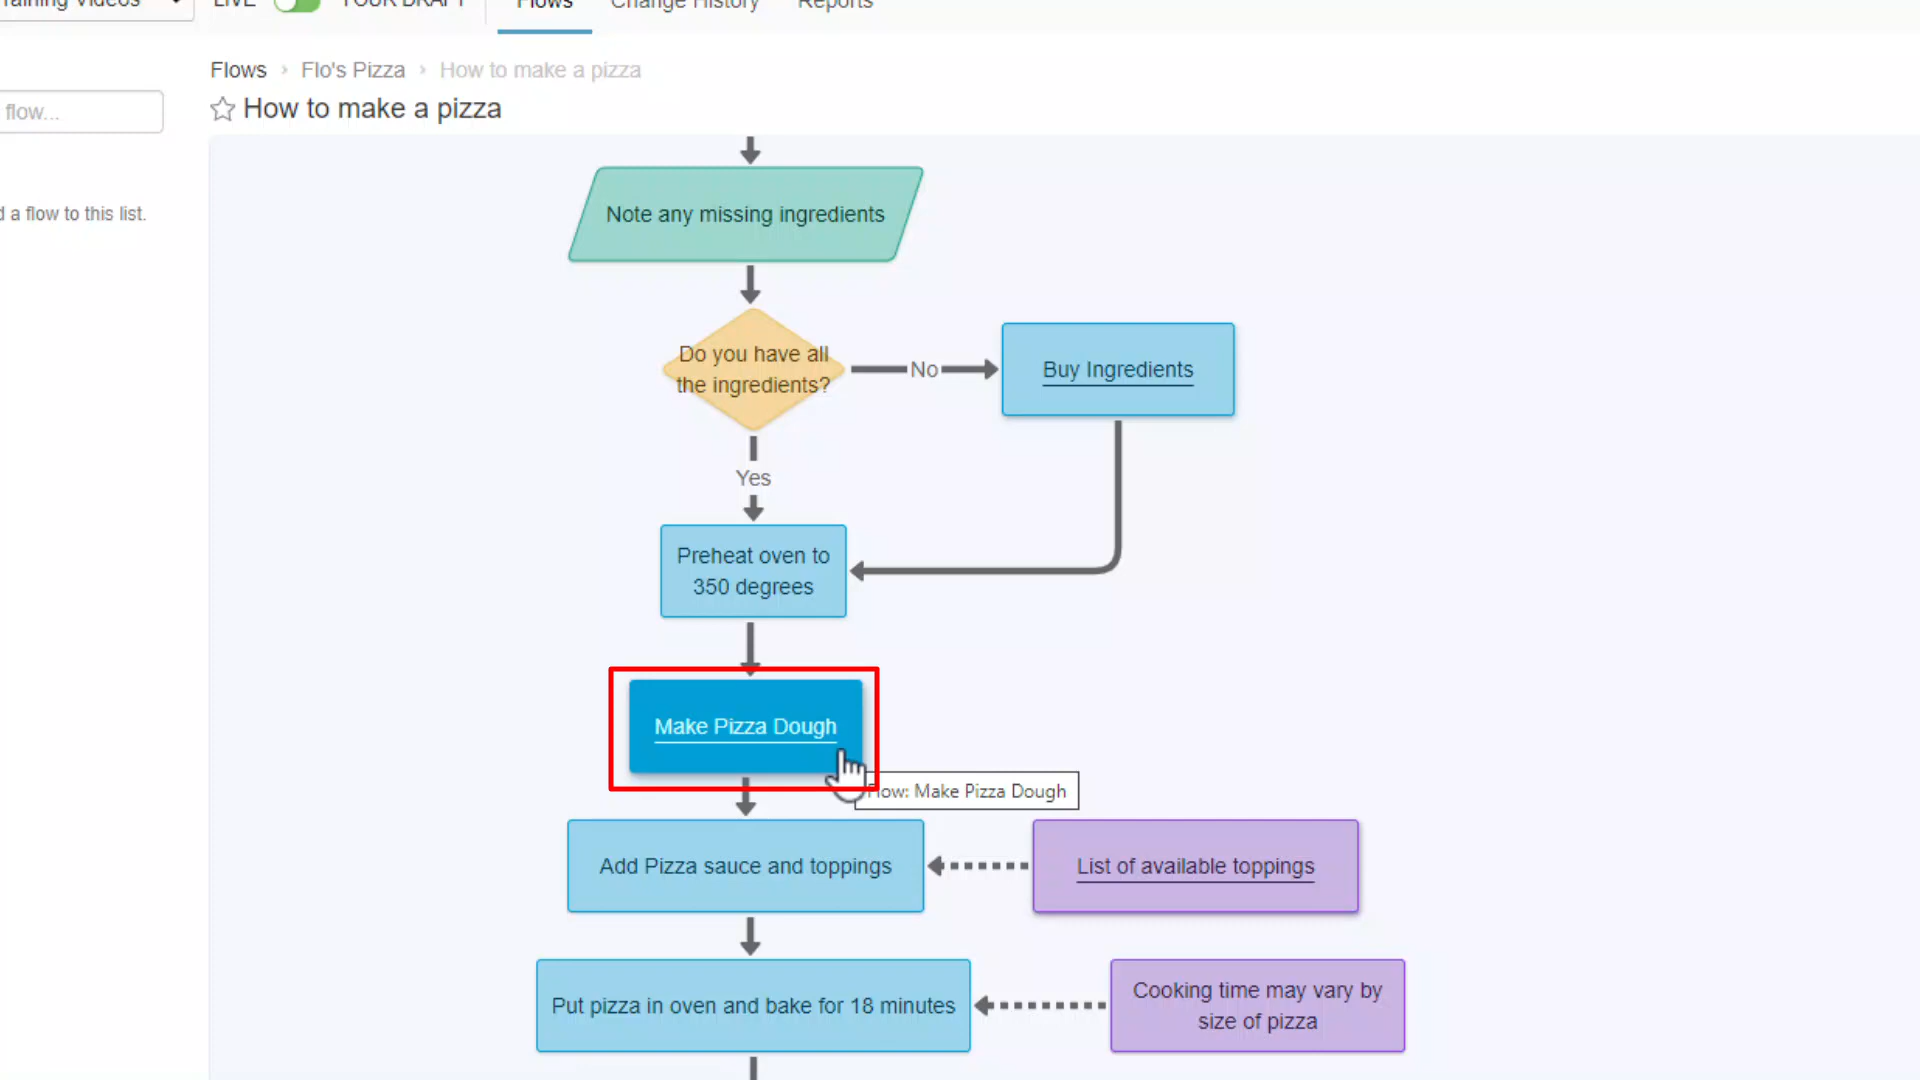 Training Videos
LIVE
YOUR DRAFT
Flows
Change History
Reports
Flows › Flo's Pizza › How to make a pizza
flow...
How to make a pizza
a flow to this list.
Note any missing ingredients
Do you have all
the ingredients?
No
Buy Ingredients
Yes
Preheat oven to
350 degrees
Make Pizza Dough
Flow: Make Pizza Dough
Add Pizza sauce and toppings
List of available toppings
Put pizza in oven and bake for 18 minutes
Cooking time may vary by
size of pizza